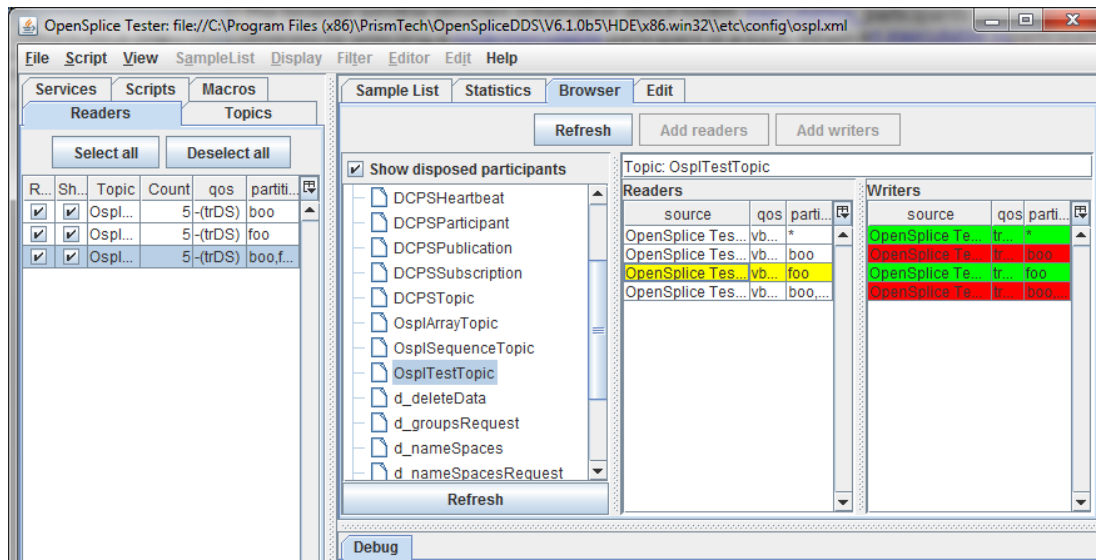 OpenSplice Tester: file://C:\Program Files (x86)\PrismTech\OpenSpliceDDS\V6.1.0b5\HDE\x86.win32\\etc\config\ospl.xml
File Script View SampleList Display Filter Editor Edit Help
Services Scripts Macros
Readers Topics
Select all Deselect all
R... Sh... Topic Count qos partiti...
Ospl... 5 -(trDS) boo
Ospl... 5 -(trDS) foo
Ospl... 5 -(trDS) boo,f...
Sample List Statistics Browser Edit
Refresh Add readers Add writers
Show disposed participants
DCPSHeartbeat
DCPSParticipant
DCPSPublication
DCPSSubscription
DCPSTopic
OsplArrayTopic
OsplSequenceTopic
OsplTestTopic
d_deleteData
d_groupsRequest
d_nameSpaces
d_nameSpacesRequest
Refresh
Topic: OsplTestTopic
Readers
source qos parti...
OpenSplice Tes... vb... *
OpenSplice Tes... vb... boo
OpenSplice Tes... vb... foo
OpenSplice Tes... vb... boo,...
Writers
source qos parti...
OpenSplice Te... tr... *
OpenSplice Te... tr... boo
OpenSplice Te... tr... foo
OpenSplice Te... tr... boo,...
Debug